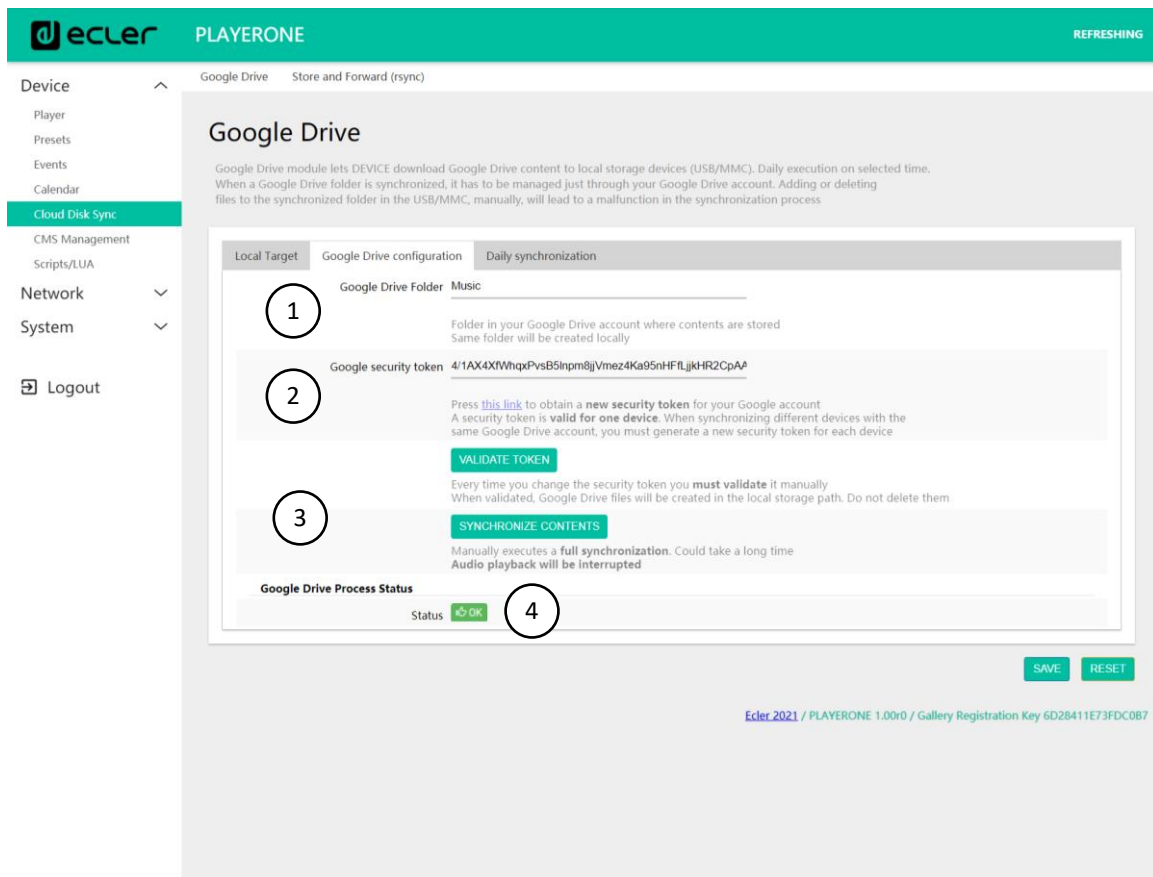 ecler
PLAYERONE
REFRESHING
Device
Player
Presets
Events
Calendar
Cloud Disk Sync
CMS Management
Scripts/LUA
Network
System
Logout
Google Drive Store and Forward (rsync)
Google Drive
Google Drive module lets DEVICE download Google Drive content to local storage devices (USB/MMC). Daily execution on selected time.
When a Google Drive folder is synchronized, it has to be managed just through your Google Drive account. Adding or deleting
files to the synchronized folder in the USB/MMC, manually, will lead to a malfunction in the synchronization process
Local Target Google Drive configuration Daily synchronization
1
Google Drive Folder Music
Folder in your Google Drive account where contents are stored
Same folder will be created locally
2
Google security token
Press this link to obtain a new security token for your Google account
A security token is valid for one device. When synchronizing different devices with the
same Google Drive account, you must generate a new security token for each device
VALIDATE TOKEN
Every time you change the security token you must validate it manually
When validated, Google Drive files will be created in the local storage path. Do not delete them
3
SYNCHRONIZE CONTENTS
Manually executes a full synchronization. Could take a long time
Audio playback will be interrupted
Google Drive Process Status
Status OK
4
SAVE RESET
Ecler 2021 / PLAYERONE 1.00r0 / Gallery Registration Key 6D28411E73FDC0B7